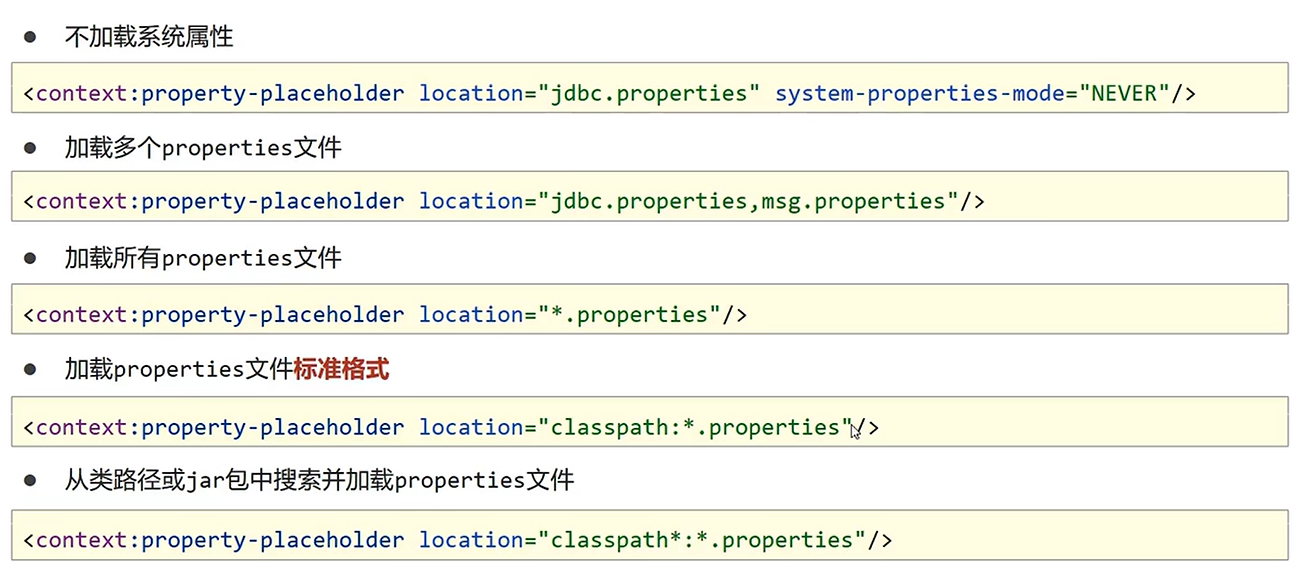 ● 不加载系统属性
<context:property-placeholder location="jdbc.properties" system-properties-mode="NEVER"/>
● 加载多个properties文件
<context:property-placeholder location="jdbc.properties,msg.properties"/>
● 加载所有properties文件
<context:property-placeholder location="*.properties"/>
● 加载properties文件标准格式
<context:property-placeholder location="classpath:*.properties"/>
● 从类路径或jar包中搜索并加载properties文件
<context:property-placeholder location="classpath*:*.properties"/>